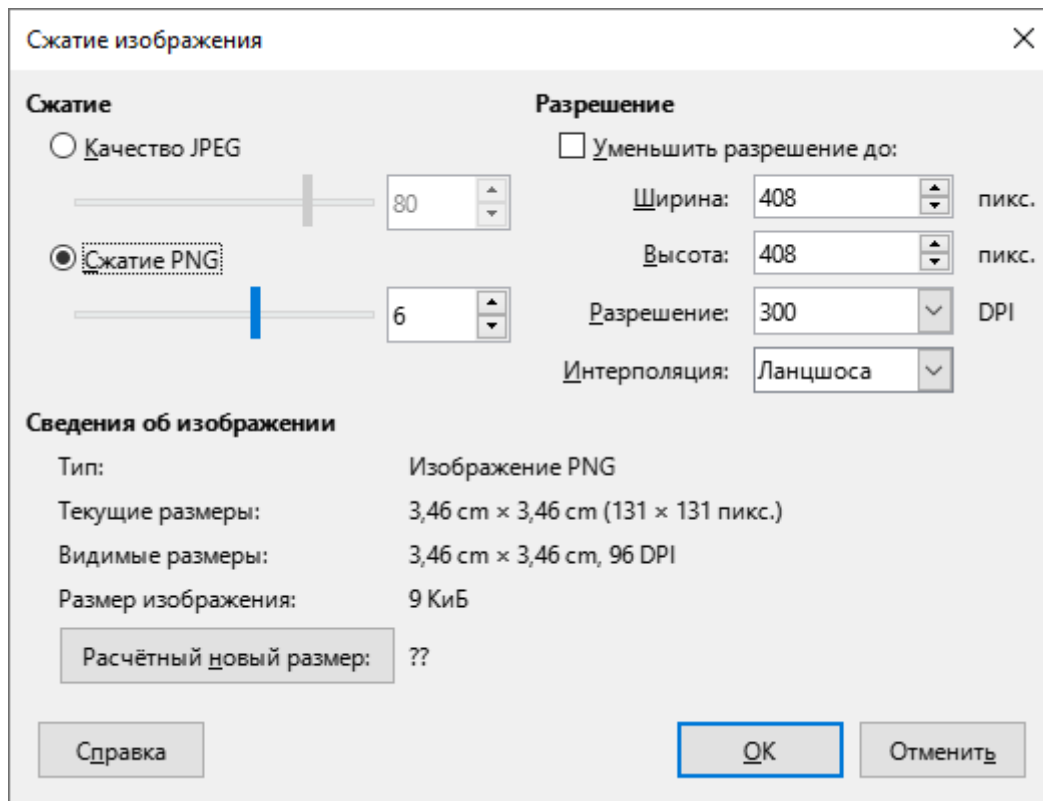 Сжатие изображения
Сжатие
Качество JPEG
80
Сжатие PNG
6
Разрешение
Уменьшить разрешение до:
Ширина: 408 пикс.
Высота: 408 пикс.
Разрешение: 300 DPI
Интерполяция: Ланцшоса
Сведения об изображении
Тип: Изображение PNG
Текущие размеры: 3,46 cm × 3,46 cm (131 × 131 пикс.)
Видимые размеры: 3,46 cm × 3,46 cm, 96 DPI
Размер изображения: 9 КиБ
Расчётный новый размер: ??
Справка
OK
Отменить